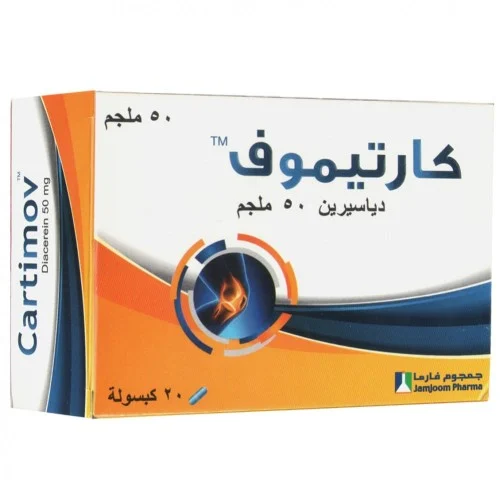 ٥٠ ملجم
كارتيموف™
دياسيرين ٥٠ ملجم
٢٠ كبسولة
جمجوم فارما
Jamjoom Pharma
Cartimov™
Diacerein 50 mg